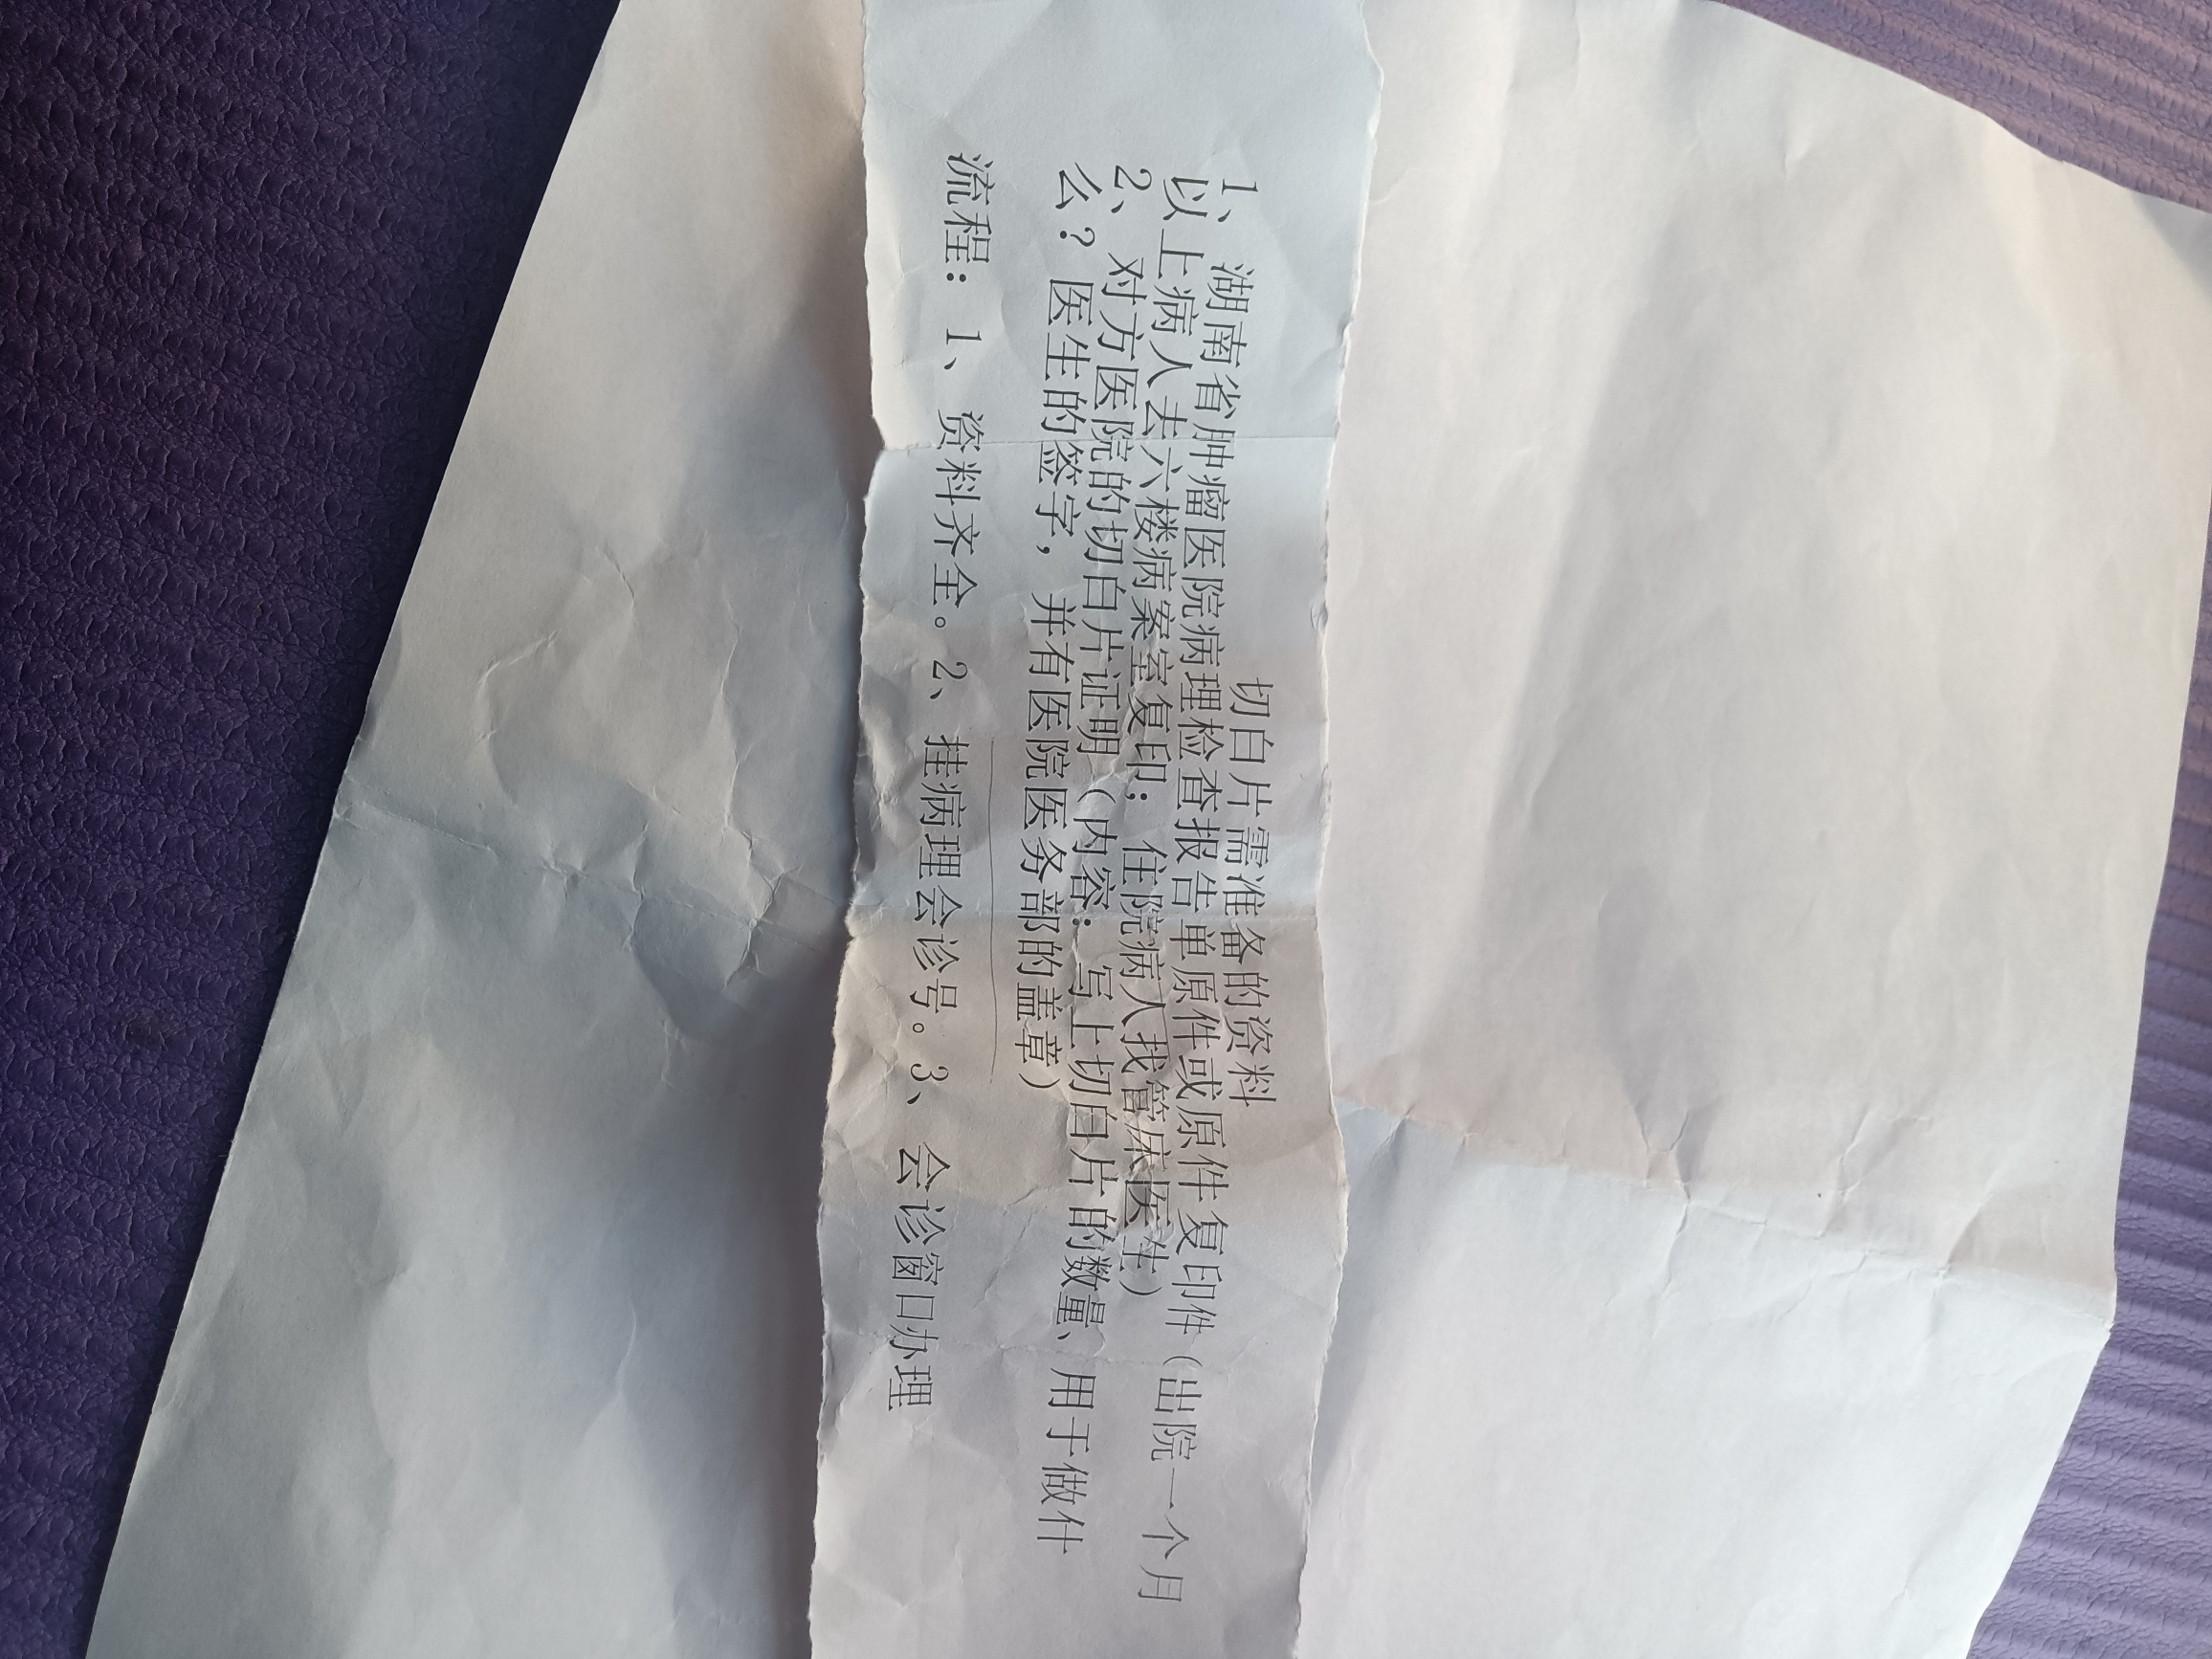 切白片需准备的资料
1、湖南省肿瘤医院病理检查报告单原件或原件复印件（出院一个月
以上病人去六楼病案室复印；住院病人找管床医生）
2、对方医院的切白片证明（内容：写上切白片的数量、用于做什
么？医生的签字，并有医院医务部的盖章）
流程：1、资料齐全。2、挂病理会诊号。3、会诊窗口办理